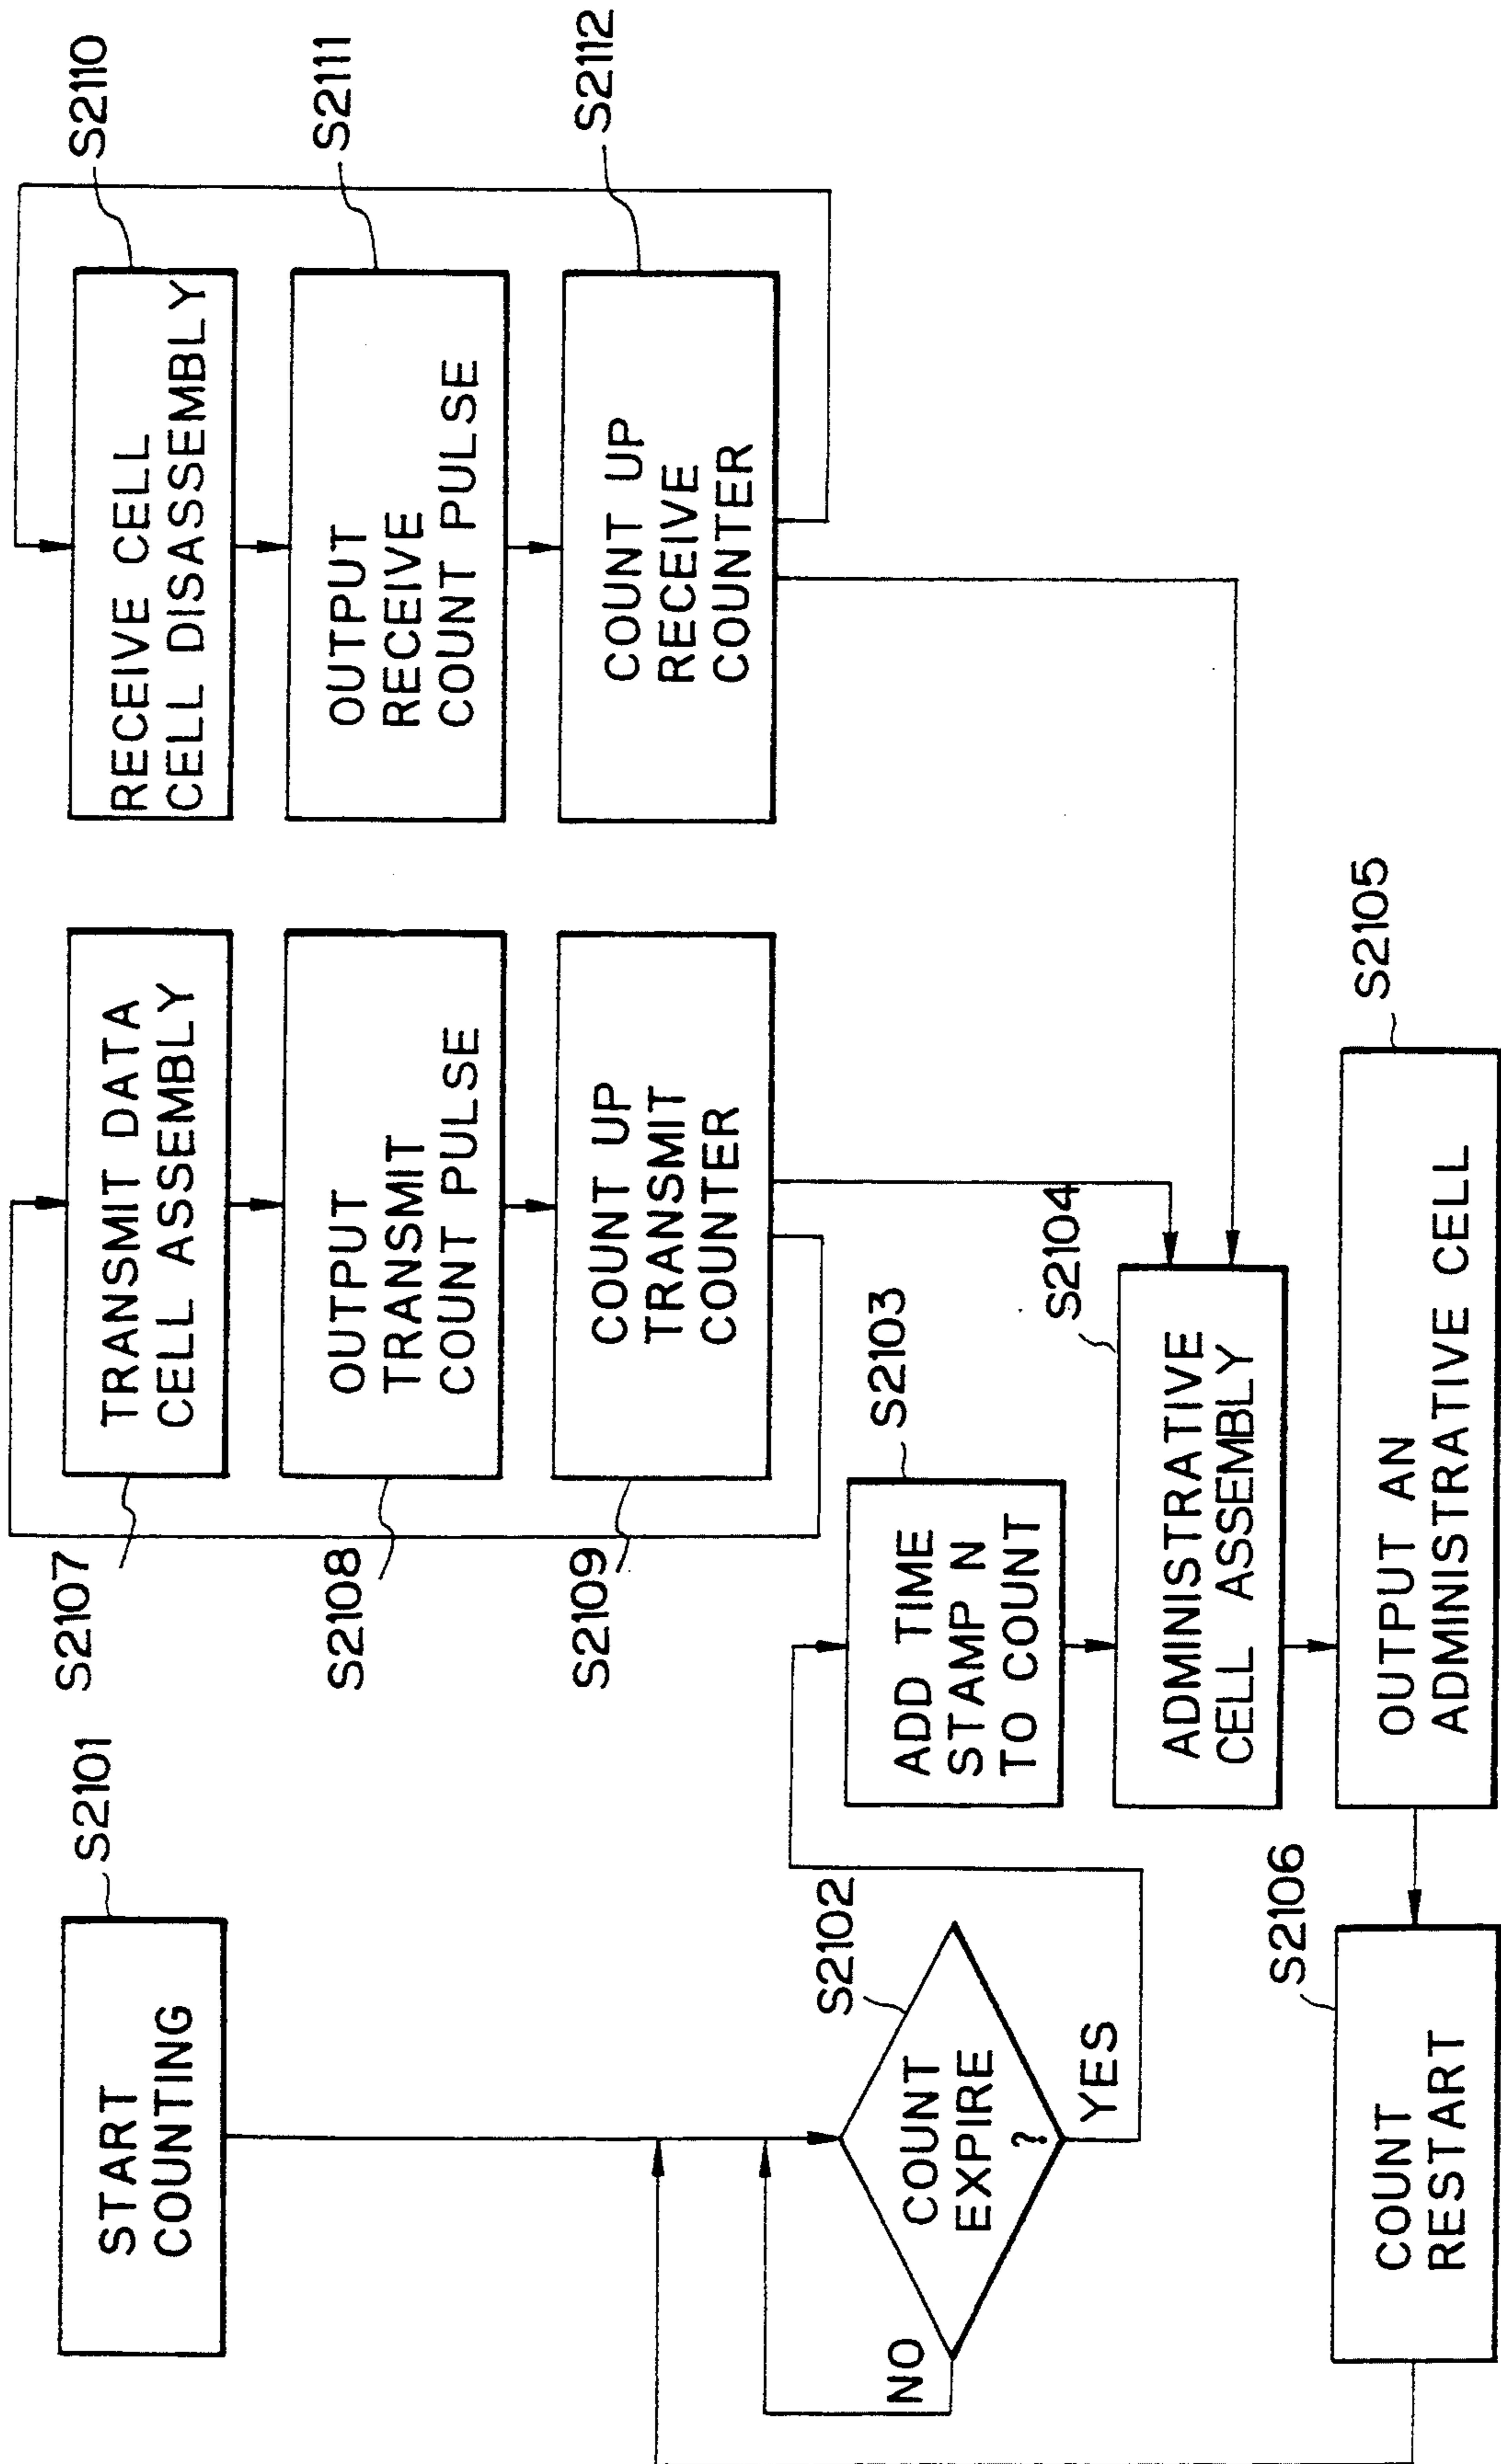 START
COUNTING
S2101
COUNT
EXPIRE
?
S2102
NO
YES
ADD TIME
STAMP N
TO COUNT
S2103
ADMINISTRATIVE
CELL ASSEMBLY
S2104
OUTPUT AN
ADMINISTRATIVE CELL
S2105
COUNT
RESTART
S2106
TRANSMIT DATA
CELL ASSEMBLY
S2107
OUTPUT
TRANSMIT
COUNT PULSE
S2108
COUNT UP
TRANSMIT
COUNTER
S2109
RECEIVE CELL
CELL DISASSEMBLY
S2110
OUTPUT
RECEIVE
COUNT PULSE
S2111
COUNT UP
RECEIVE
COUNTER
S2112